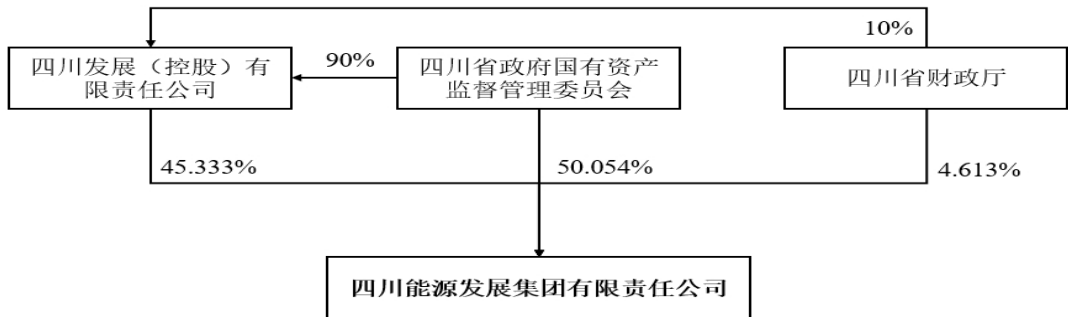 10%
四川发展（控股）有
限责任公司
90%
四川省政府国有资产
监督管理委员会
四川省财政厅
45.333%
50.054%
4.613%
四川能源发展集团有限责任公司